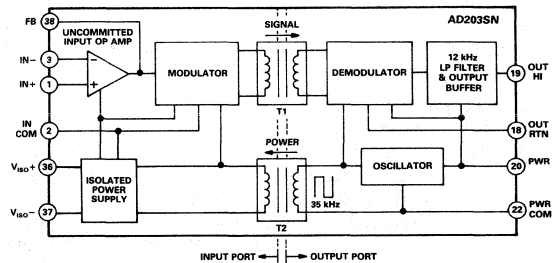 AD203SN
FB 38
UNCOMMITTED
INPUT OP AMP
SIGNAL
IN– 3
IN+ 1
–
+
MODULATOR
T1
DEMODULATOR
12 kHz
LP FILTER
& OUTPUT
BUFFER
19 OUT
HI
IN
COM 2
18 OUT
RTN
POWER
VISO+ 36
ISOLATED
POWER
SUPPLY
OSCILLATOR
20 PWR
35 kHz
VISO– 37
T2
22 PWR
COM
INPUT PORT
OUTPUT PORT